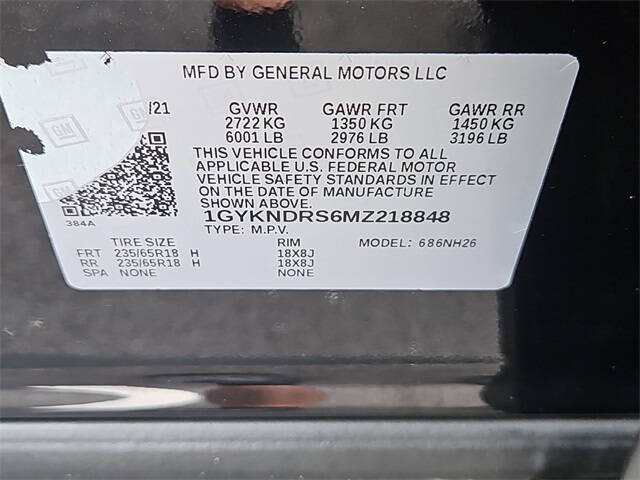 MFD BY GENERAL MOTORS LLC
/21 GVWR GAWR FRT GAWR RR
2722 KG 1350 KG 1450 KG
6001 LB 2976 LB 3196 LB
THIS VEHICLE CONFORMS TO ALL
APPLICABLE U.S. FEDERAL MOTOR
VEHICLE SAFETY STANDARDS IN EFFECT
ON THE DATE OF MANUFACTURE
SHOWN ABOVE.
384A
1GYKNDRS6MZ218848
TYPE: M.P.V. MODEL: 686NH26
TIRE SIZE RIM
FRT 235/65R18 H 18X8J
RR 235/65R18 H 18X8J
SPA NONE NONE
GM
GM